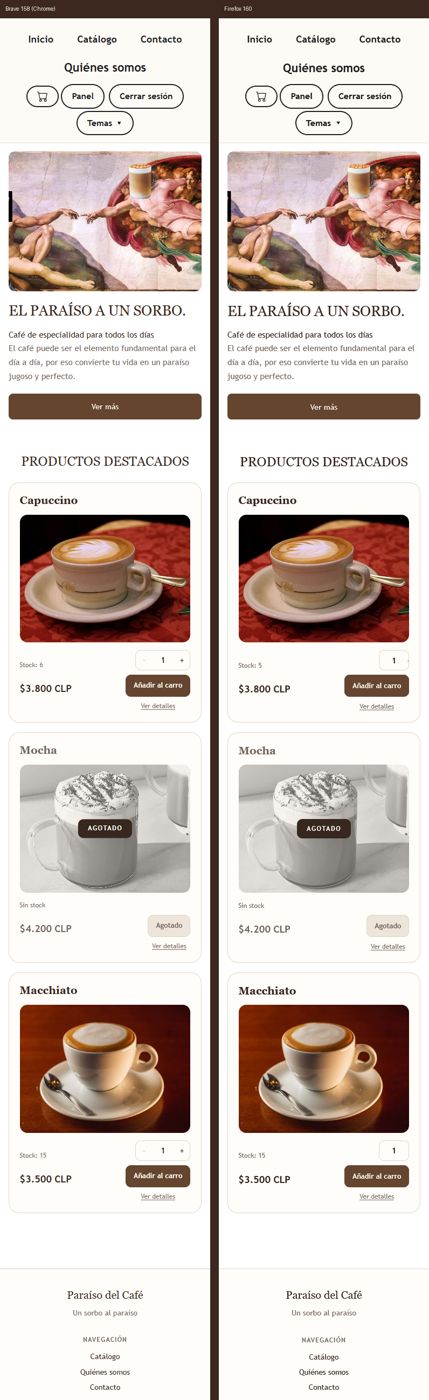 Brave 158 (Chrome)
Inicio Catálogo Contacto
Quiénes somos
Panel Cerrar sesión
Temas ▼
EL PARAÍSO A UN SORBO.
Café de especialidad para todos los días
El café puede ser el elemento fundamental para el
día a día, por eso convierte tu vida en un paraíso
jugoso y perfecto.
Ver más
PRODUCTOS DESTACADOS
Capuccino
Stock: 6
- 1 +
$3.800 CLP
Añadir al carro
Ver detalles
Mocha
AGOTADO
Sin stock
$4.200 CLP
Agotado
Ver detalles
Macchiato
Stock: 15
- 1 +
$3.500 CLP
Añadir al carro
Ver detalles
Paraíso del Café
Un sorbo al paraíso
NAVEGACIÓN
Catálogo
Quiénes somos
Contacto
Firefox 160
Inicio Catálogo Contacto
Quiénes somos
Panel Cerrar sesión
Temas ▼
EL PARAÍSO A UN SORBO.
Café de especialidad para todos los días
El café puede ser el elemento fundamental para el
día a día, por eso convierte tu vida en un paraíso
jugoso y perfecto.
Ver más
PRODUCTOS DESTACADOS
Capuccino
Stock: 5
1
$3.800 CLP
Añadir al carro
Ver detalles
Mocha
AGOTADO
Sin stock
$4.200 CLP
Agotado
Ver detalles
Macchiato
Stock: 15
1
$3.500 CLP
Añadir al carro
Ver detalles
Paraíso del Café
Un sorbo al paraíso
NAVEGACIÓN
Catálogo
Quiénes somos
Contacto